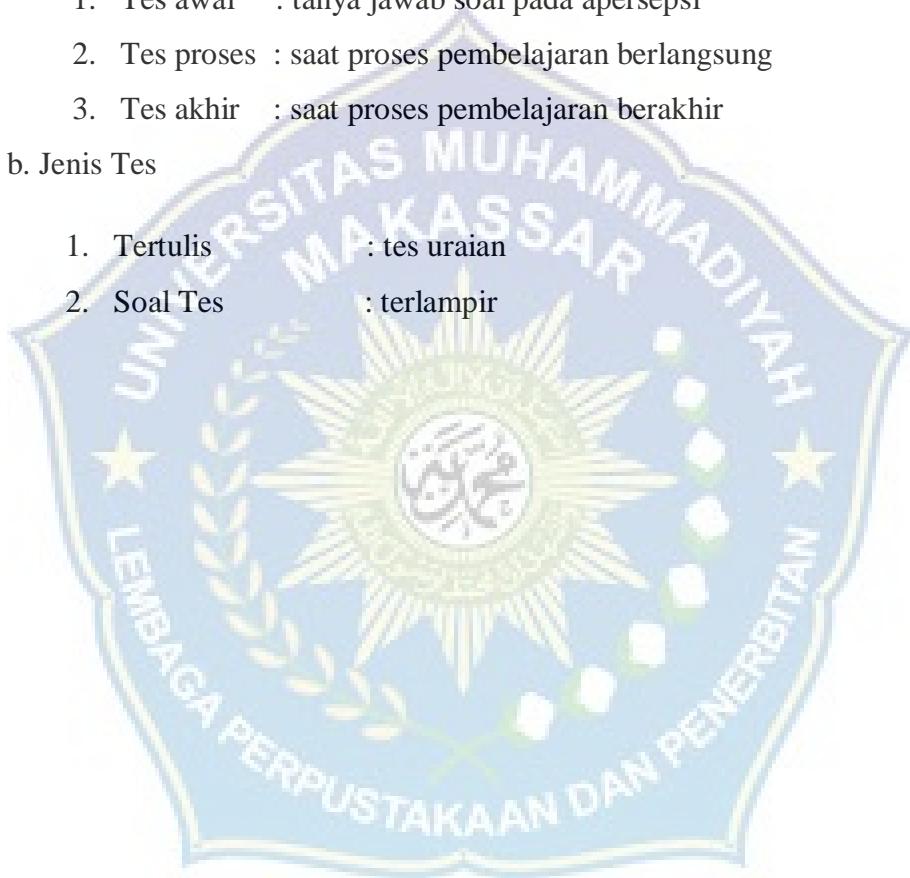 1. Tes awal : tanya jawab soal pada apersepsi
2. Tes proses : saat proses pembelajaran berlangsung
3. Tes akhir : saat proses pembelajaran berakhir
b. Jenis Tes
1. Tertulis : tes uraian
2. Soal Tes : terlampir
UNIVERSITAS MUHAMMADIYAH
MAKASSAR
LEMBAGA PERPUSTAKAAN DAN PENERBITAN
محمدية